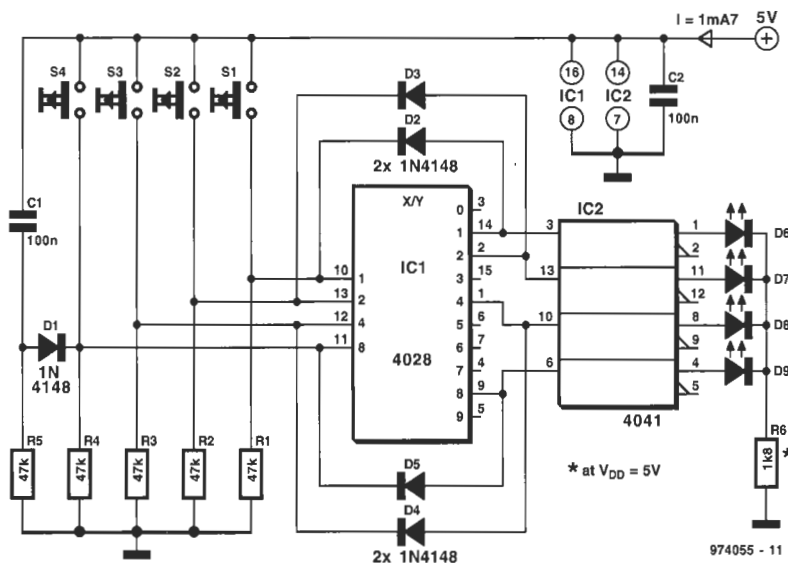 I = 1mA7
5V
S4
S3
S2
S1
D3
D2
2x 1N4148
16
14
IC1
IC2
8
7
C2
100n
C1
100n
X/Y
IC1
4028
10
13
12
11
1
2
4
8
0
1
2
3
4
5
6
7
8
9
3
14
2
15
1
6
7
4
9
5
IC2
3
13
10
6
1
2
11
12
8
9
4
5
4041
D6
D7
D8
D9
D1
1N
4148
R5
R4
R3
R2
R1
47k
47k
47k
47k
47k
D5
D4
2x 1N4148
* at VDD = 5V
R6
1k8
*
974055 - 11